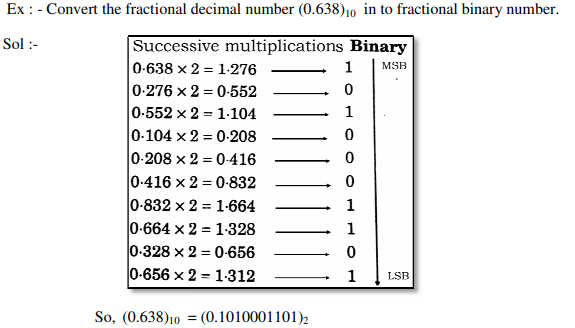 Ex : - Convert the fractional decimal number (0.638)₁₀ in to fractional binary number.
Sol :-
Successive multiplications Binary
0·638 × 2 = 1·276 → 1 MSB
0·276 × 2 = 0·552 → 0
0·552 × 2 = 1·104 → 1
0·104 × 2 = 0·208 → 0
0·208 × 2 = 0·416 → 0
0·416 × 2 = 0·832 → 0
0·832 × 2 = 1·664 → 1
0·664 × 2 = 1·328 → 1
0·328 × 2 = 0·656 → 0
0·656 × 2 = 1·312 → 1 LSB
So, (0.638)₁₀ = (0.1010001101)₂